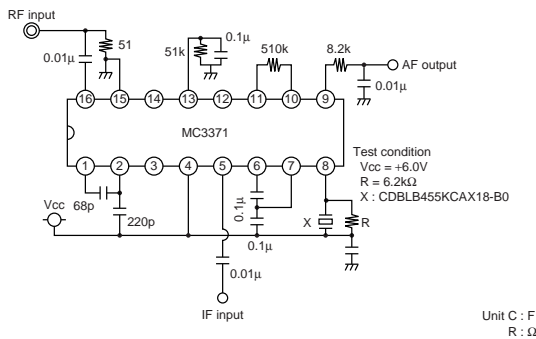 RF input
0.1μ
51
0.01μ
51k
510k
8.2k
AF output
0.01μ
16 15 14 13 12 11 10 9
MC3371
1 2 3 4 5 6 7 8
Test condition
Vcc = +6.0V
R = 6.2kΩ
X : CDBLB455KCAX18-B0
Vcc
68p
220p
0.1μ
0.1μ
X
R
0.01μ
IF input
Unit C : F
R : Ω